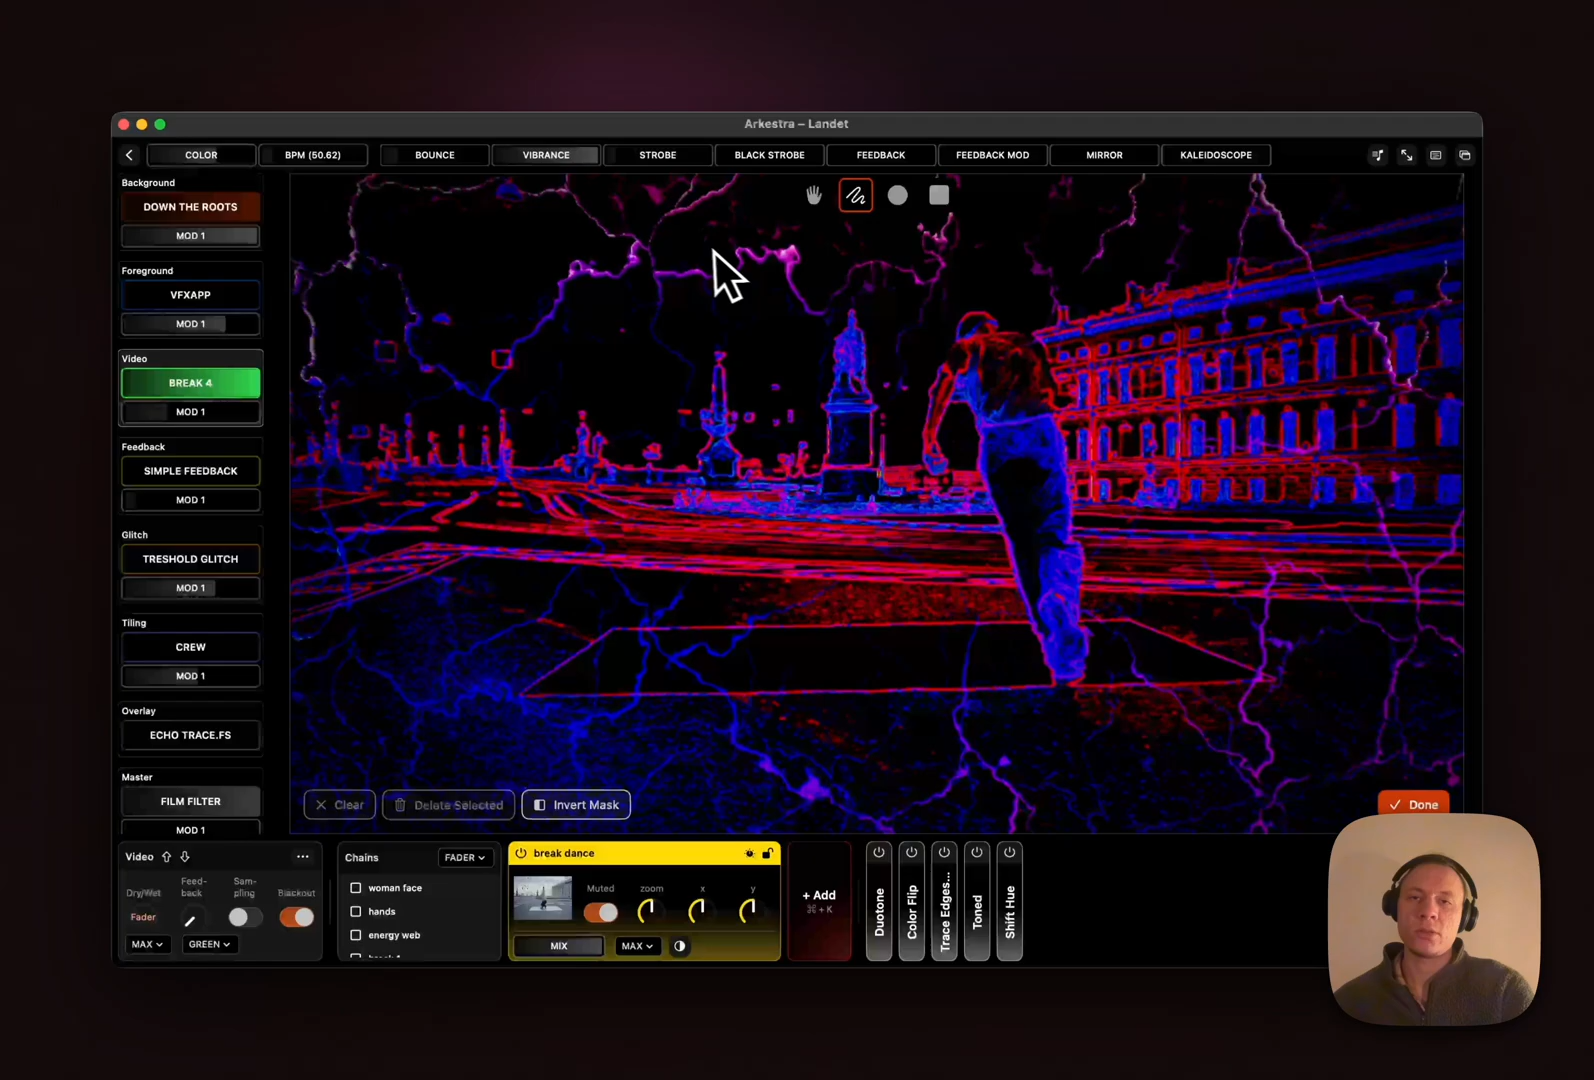 Arkestra – Landet
COLOR
BPM (50.62)
BOUNCE
VIBRANCE
STROBE
BLACK STROBE
FEEDBACK
FEEDBACK MOD
MIRROR
KALEIDOSCOPE
Background
DOWN THE ROOTS
MOD 1
Foreground
VFXAPP
MOD 1
Video
BREAK 4
MOD 1
Feedback
SIMPLE FEEDBACK
MOD 1
Glitch
TRESHOLD GLITCH
MOD 1
Tiling
CREW
MOD 1
Overlay
ECHO TRACE.FS
Master
FILM FILTER
MOD 1
Clear
Delete Selected
Invert Mask
Done
Video
Dry/Wet
Feed-
back
Sam-
pling
Blackout
Fader
MAX
GREEN
Chains
FADER
woman face
hands
energy web
break dance
Muted
zoom
x
y
MIX
MAX
+ Add
⌘ + K
Duotone
Color Flip
Trace Edges...
Toned
Shift Hue